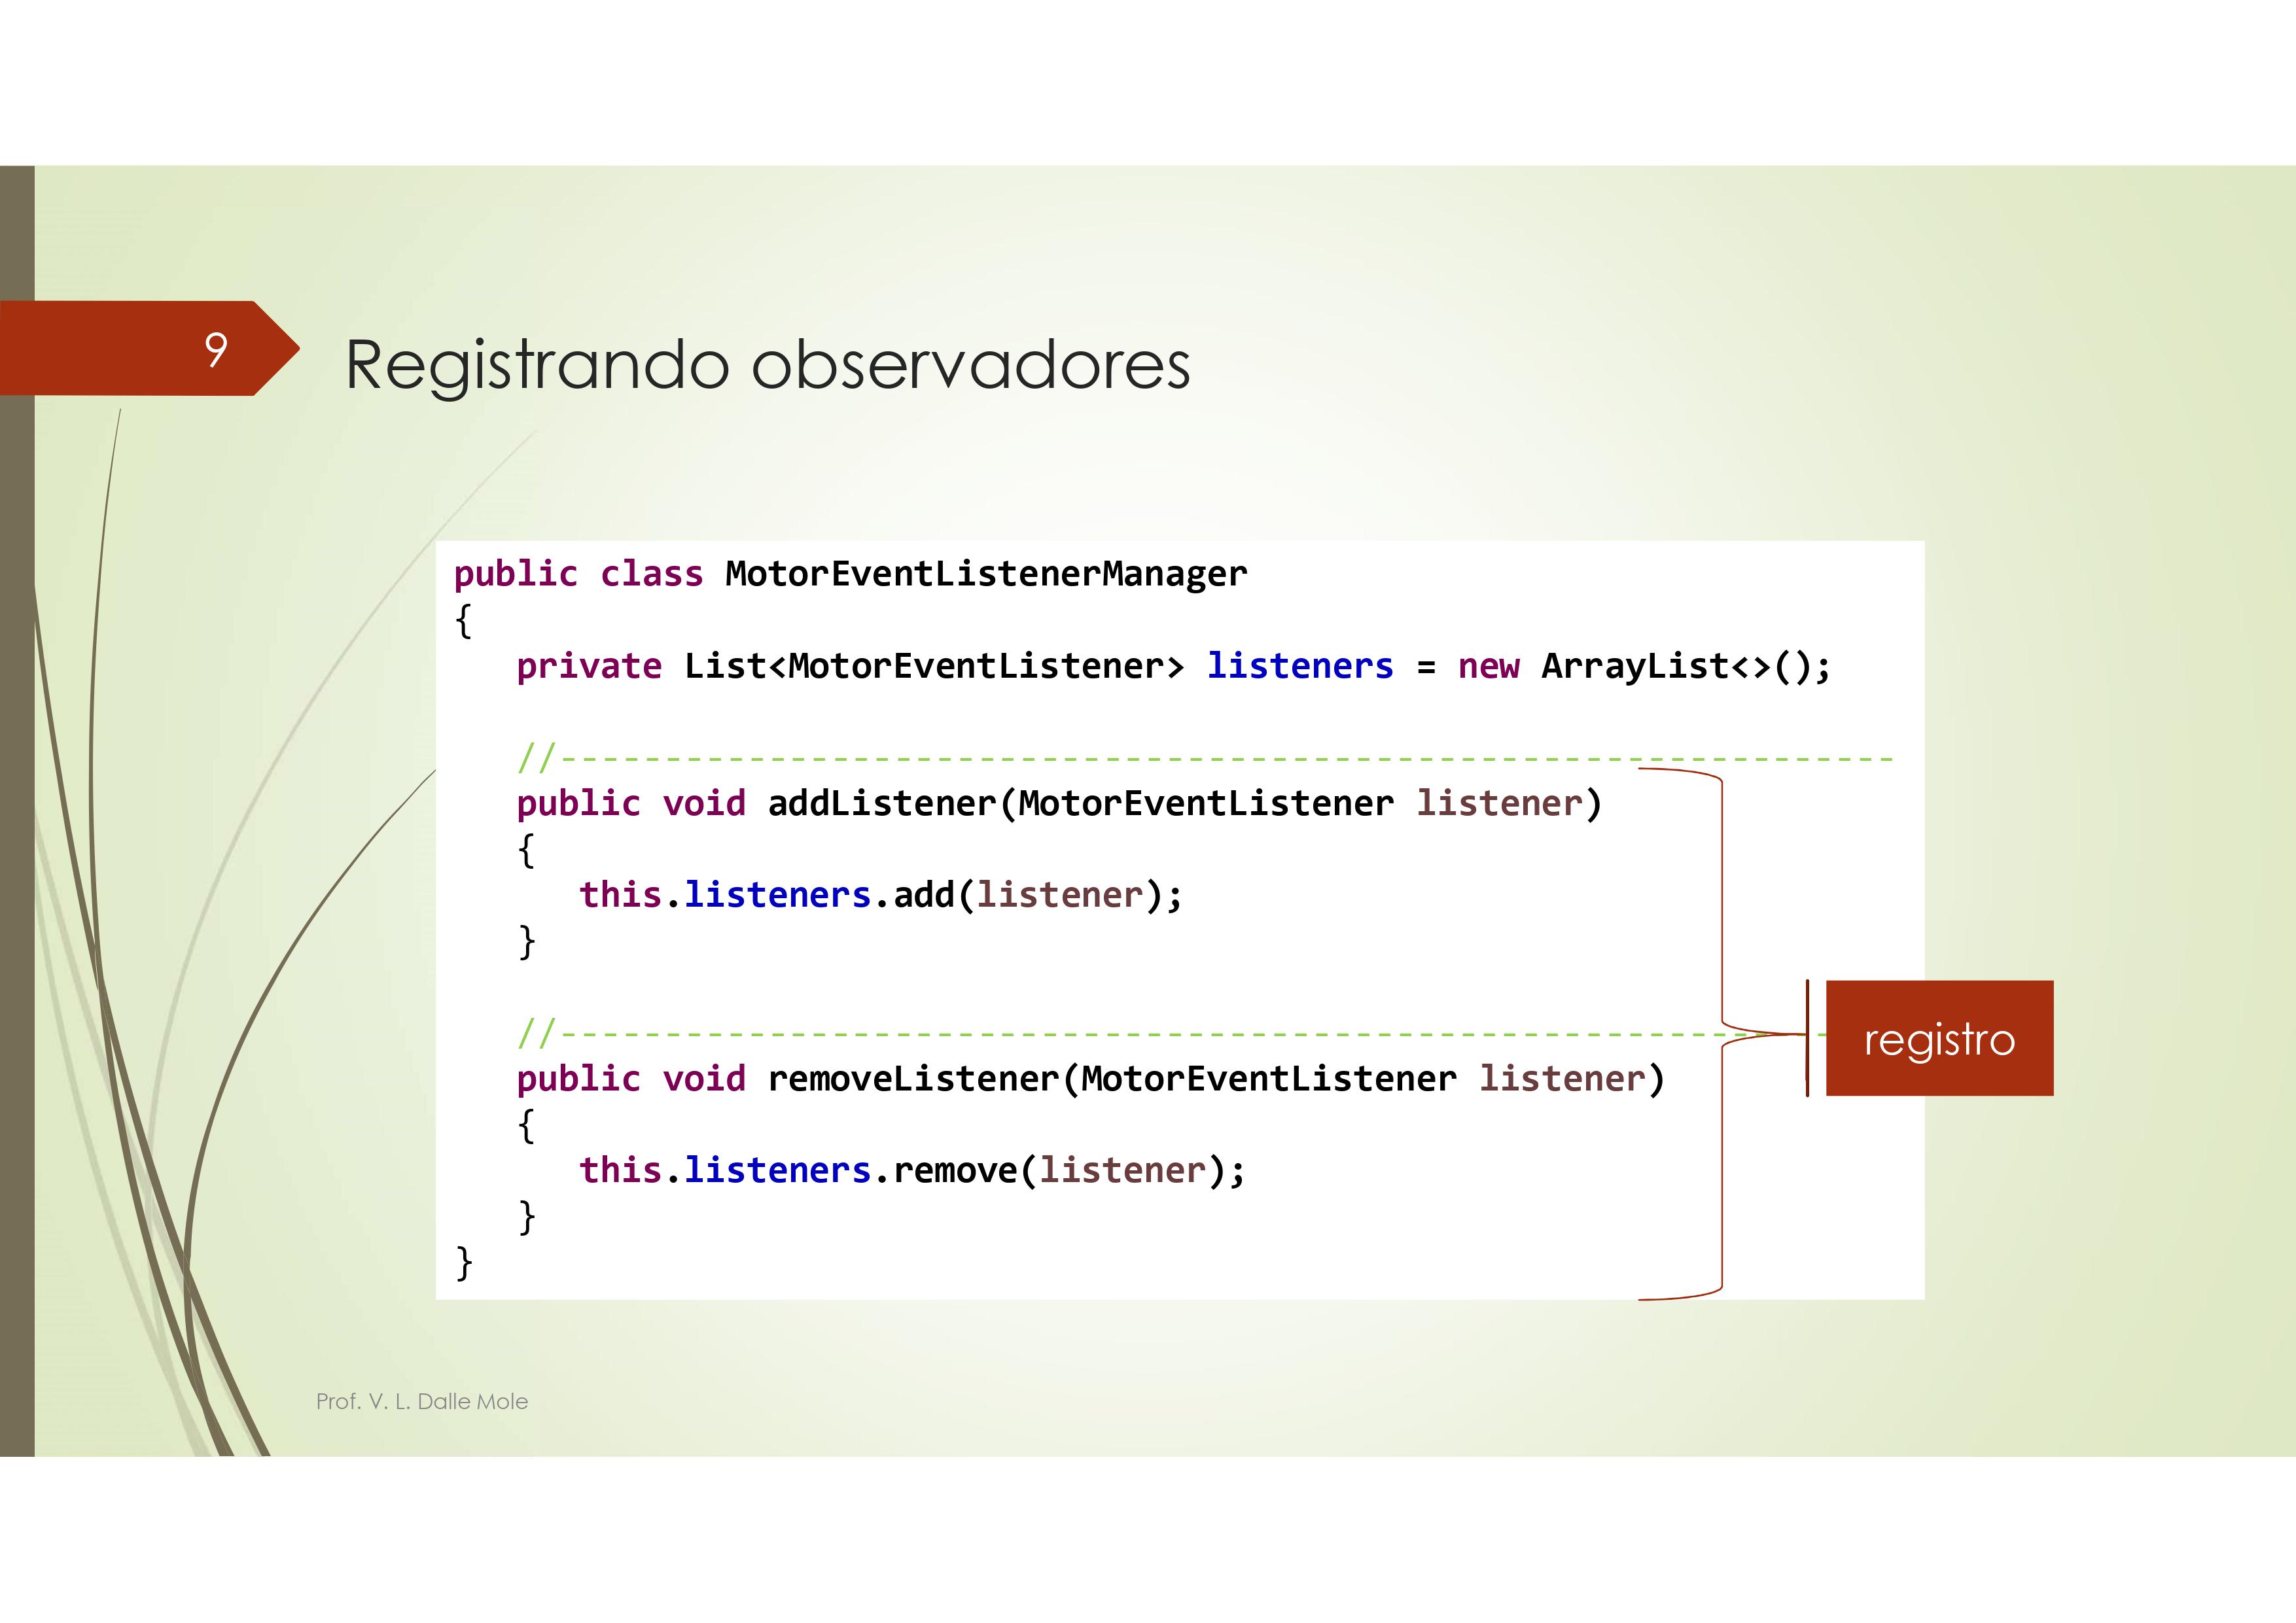 9
Registrando observadores
public class MotorEventListenerManager
{
private List<MotorEventListener> listeners = new ArrayList<>();
//----------------------------------------------------------------
public void addListener(MotorEventListener listener)
{
this.listeners.add(listener);
}
//----------------------------------------------------------------
public void removeListener(MotorEventListener listener)
{
this.listeners.remove(listener);
}
}
registro
Prof. V. L. Dalle Mole